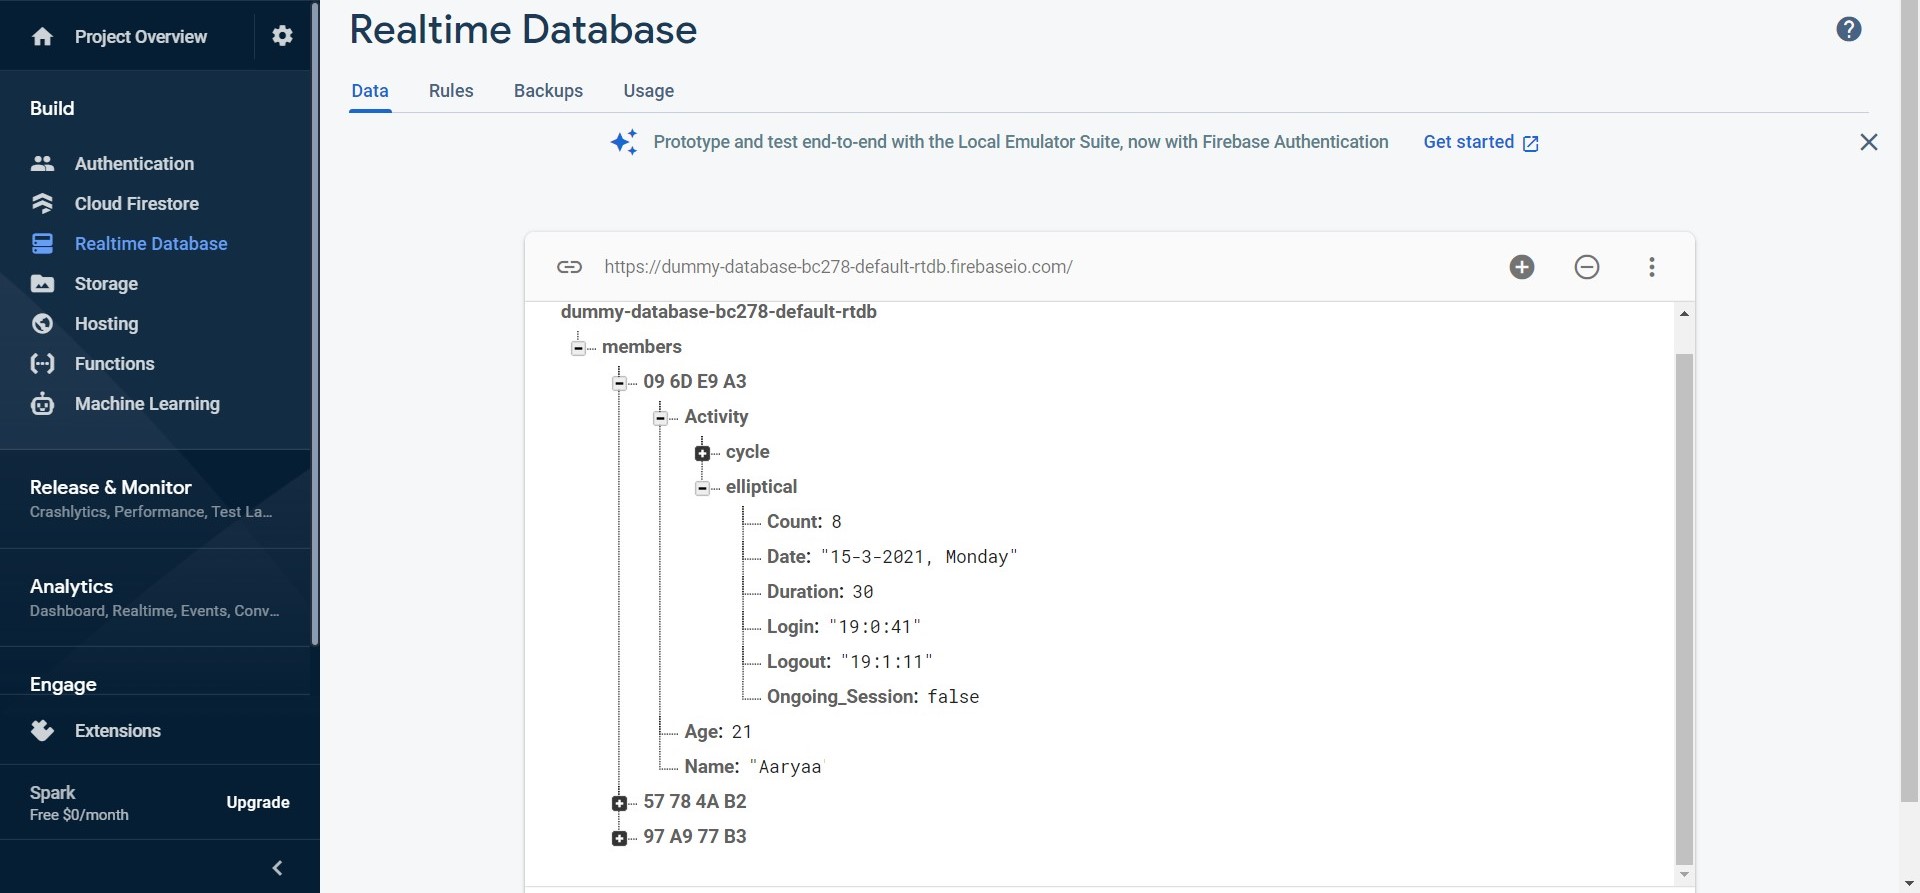 Project Overview
Build
Authentication
Cloud Firestore
Realtime Database
Storage
Hosting
Functions
Machine Learning
Release & Monitor
Crashlytics, Performance, Test La...
Analytics
Dashboard, Realtime, Events, Conv...
Engage
Extensions
Spark
Free $0/month
Upgrade
Realtime Database
Data Rules Backups Usage
Prototype and test end-to-end with the Local Emulator Suite, now with Firebase Authentication Get started
https://dummy-database-bc278-default-rtdb.firebaseio.com/
dummy-database-bc278-default-rtdb
members
09 6D E9 A3
Activity
cycle
elliptical
Count: 8
Date: "15-3-2021, Monday"
Duration: 30
Login: "19:0:41"
Logout: "19:1:11"
Ongoing_Session: false
Age: 21
Name: "Aaryaa
57 78 4A B2
97 A9 77 B3